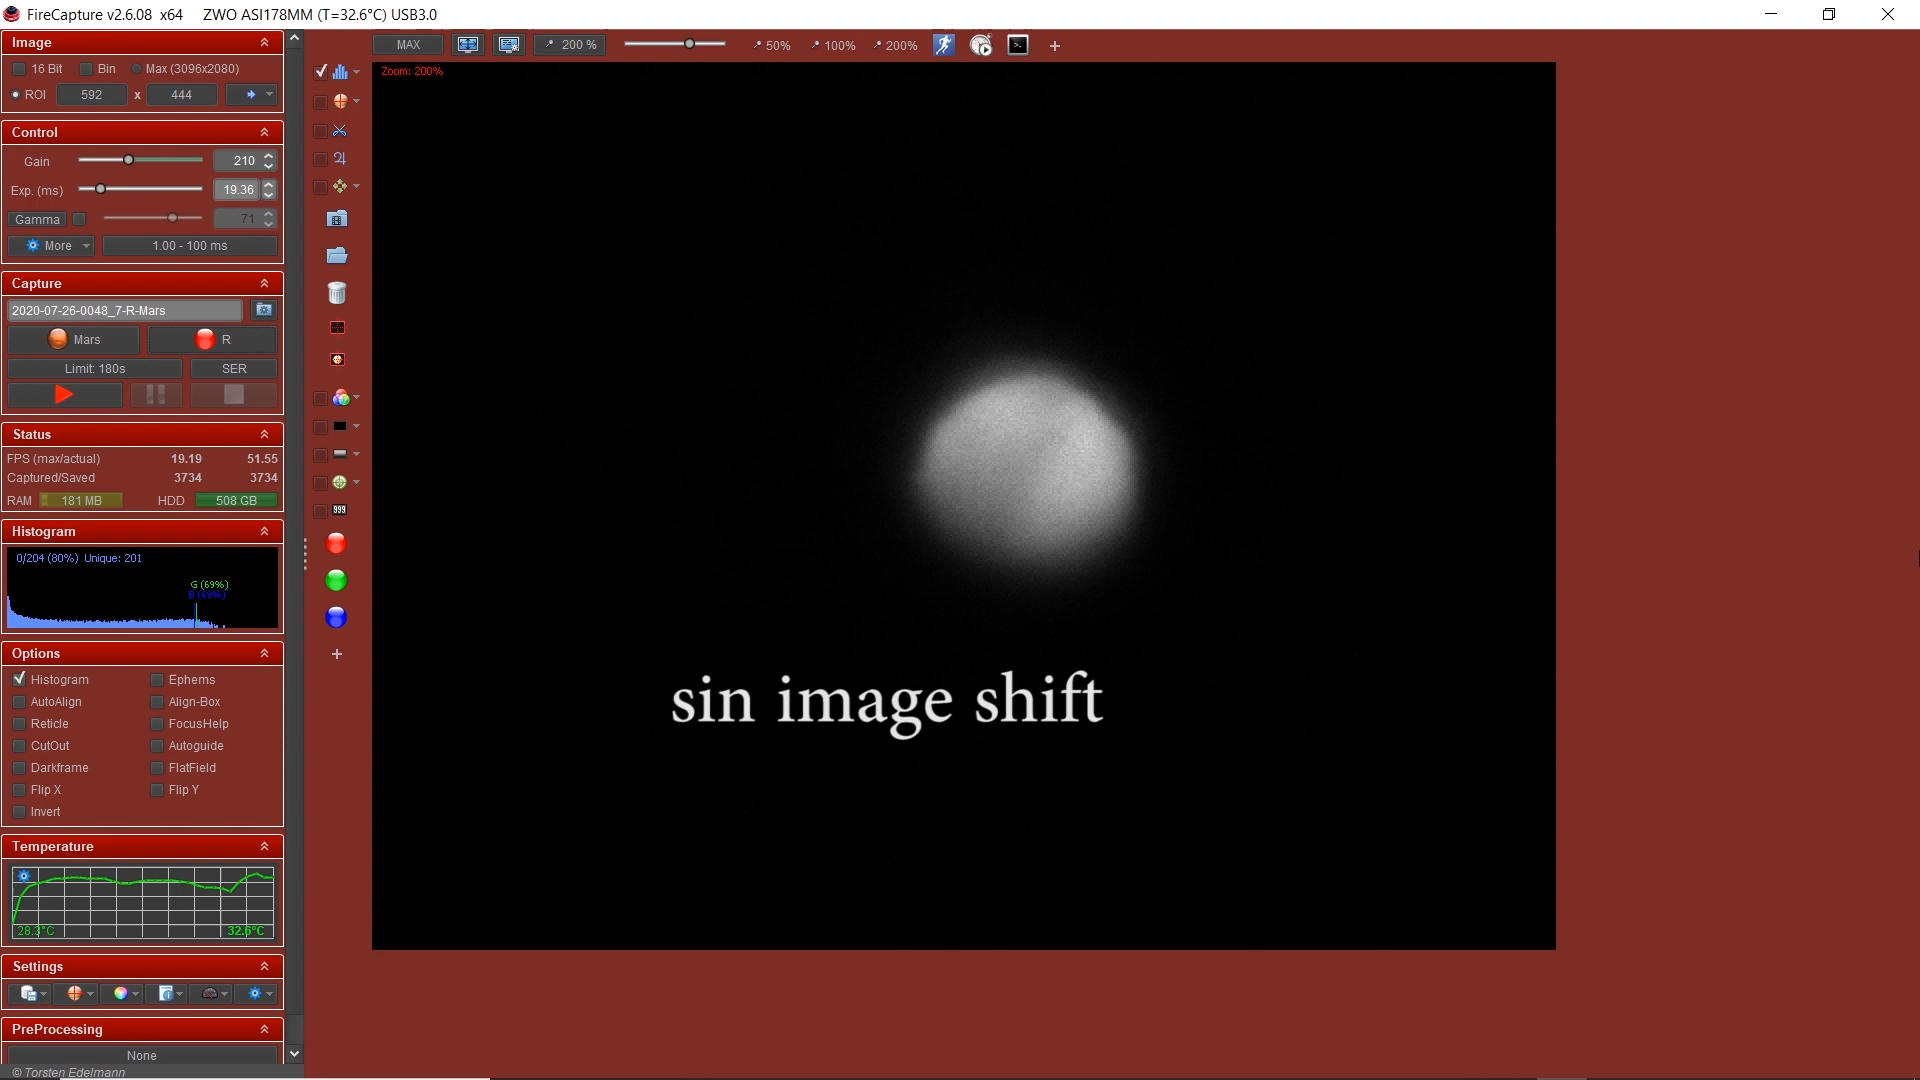 FireCapture v2.6.08 x64 ZWO ASI178MM (T=32.6°C) USB3.0
Image
16 Bit Bin Max (3096x2080)
ROI 592 x 444
Control
Gain 210
Exp. (ms) 19.36
Gamma 71
More 1.00 - 100 ms
Capture
2020-07-26-0048_7-R-Mars
Mars R
Limit: 180s SER
Status
FPS (max/actual) 19.19 51.55
Captured/Saved 3734 3734
RAM 181 MB HDD 508 GB
Histogram
0/204 (80%) Unique: 201
G (69%)
B (69%)
Options
Histogram Ephems
AutoAlign Align-Box
Reticle FocusHelp
CutOut Autoguide
Darkframe FlatField
Flip X Flip Y
Invert
Temperature
28.3°C 32.6°C
Settings
PreProcessing
None
© Torsten Edelmann
MAX 200 % 50% 100% 200%
Zoom: 200%
999
sin image shift